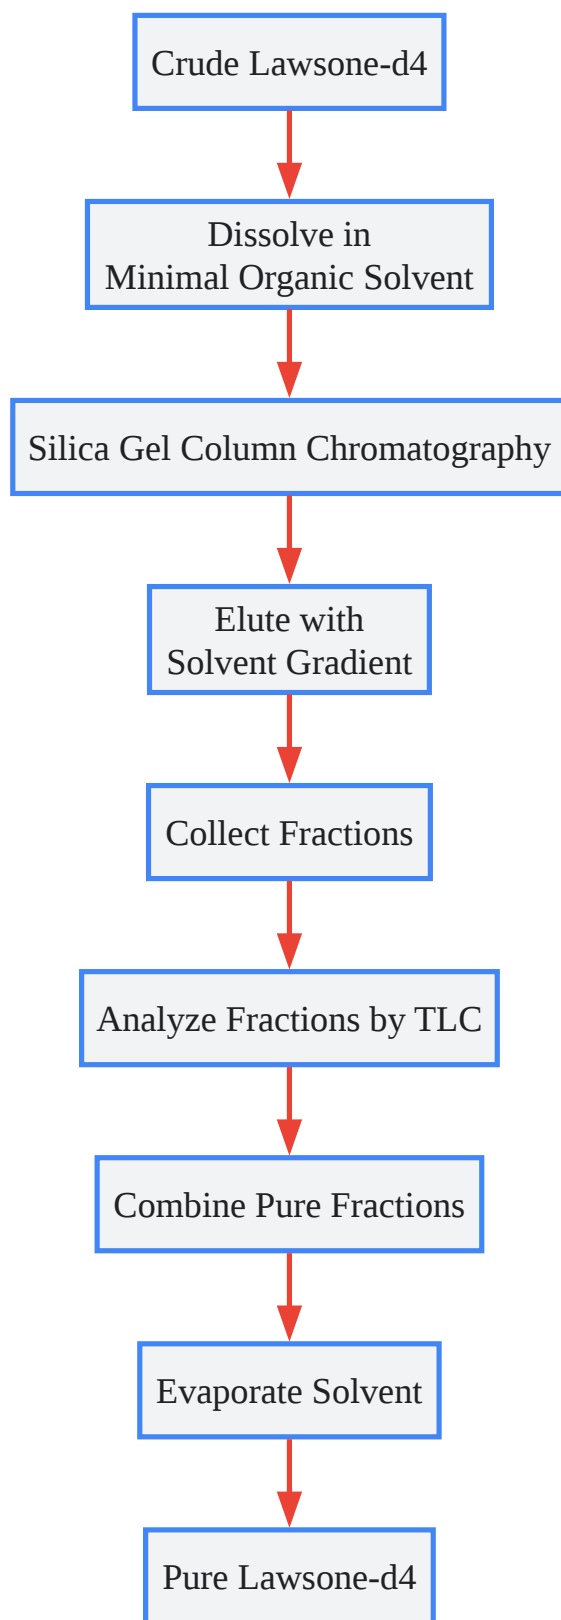 Crude Lawsone-d4
Dissolve in
Minimal Organic Solvent
Silica Gel Column Chromatography
Elute with
Solvent Gradient
Collect Fractions
Analyze Fractions by TLC
Combine Pure Fractions
Evaporate Solvent
Pure Lawsone-d4